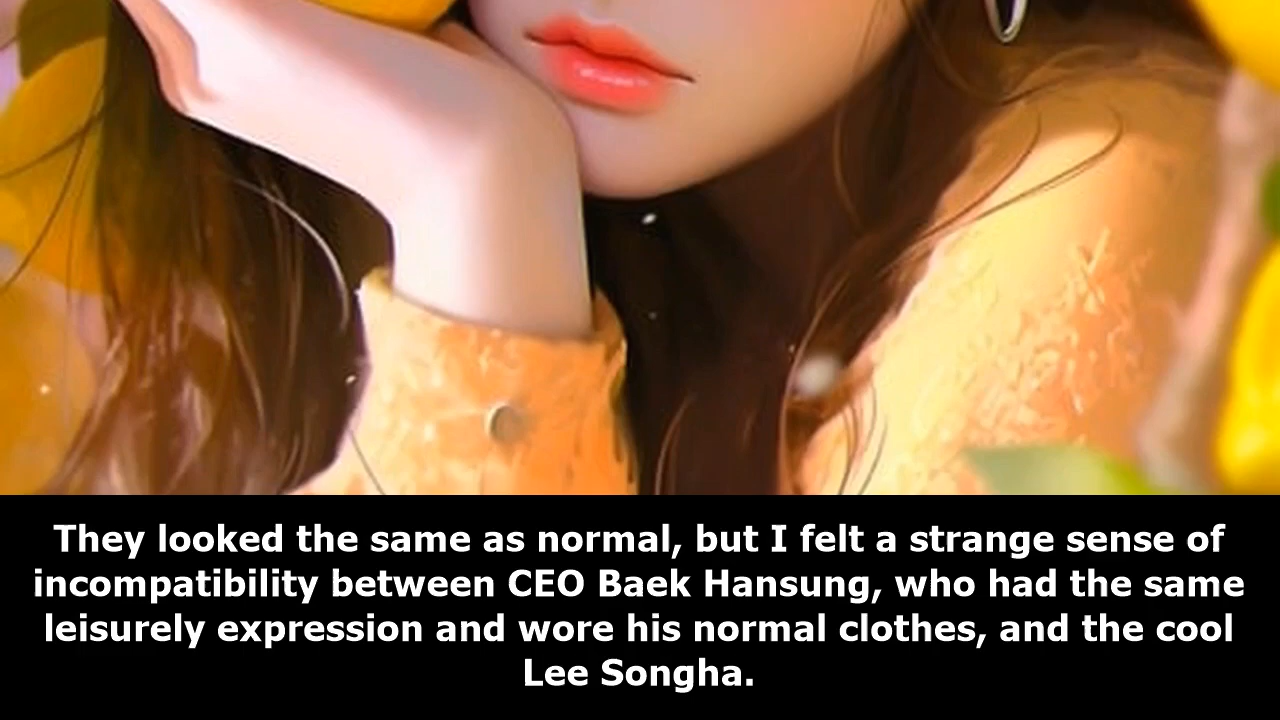 They looked the same as normal, but I felt a strange sense of
incompatibility between CEO Baek Hansung, who had the same
leisurely expression and wore his normal clothes, and the cool
Lee Songha.